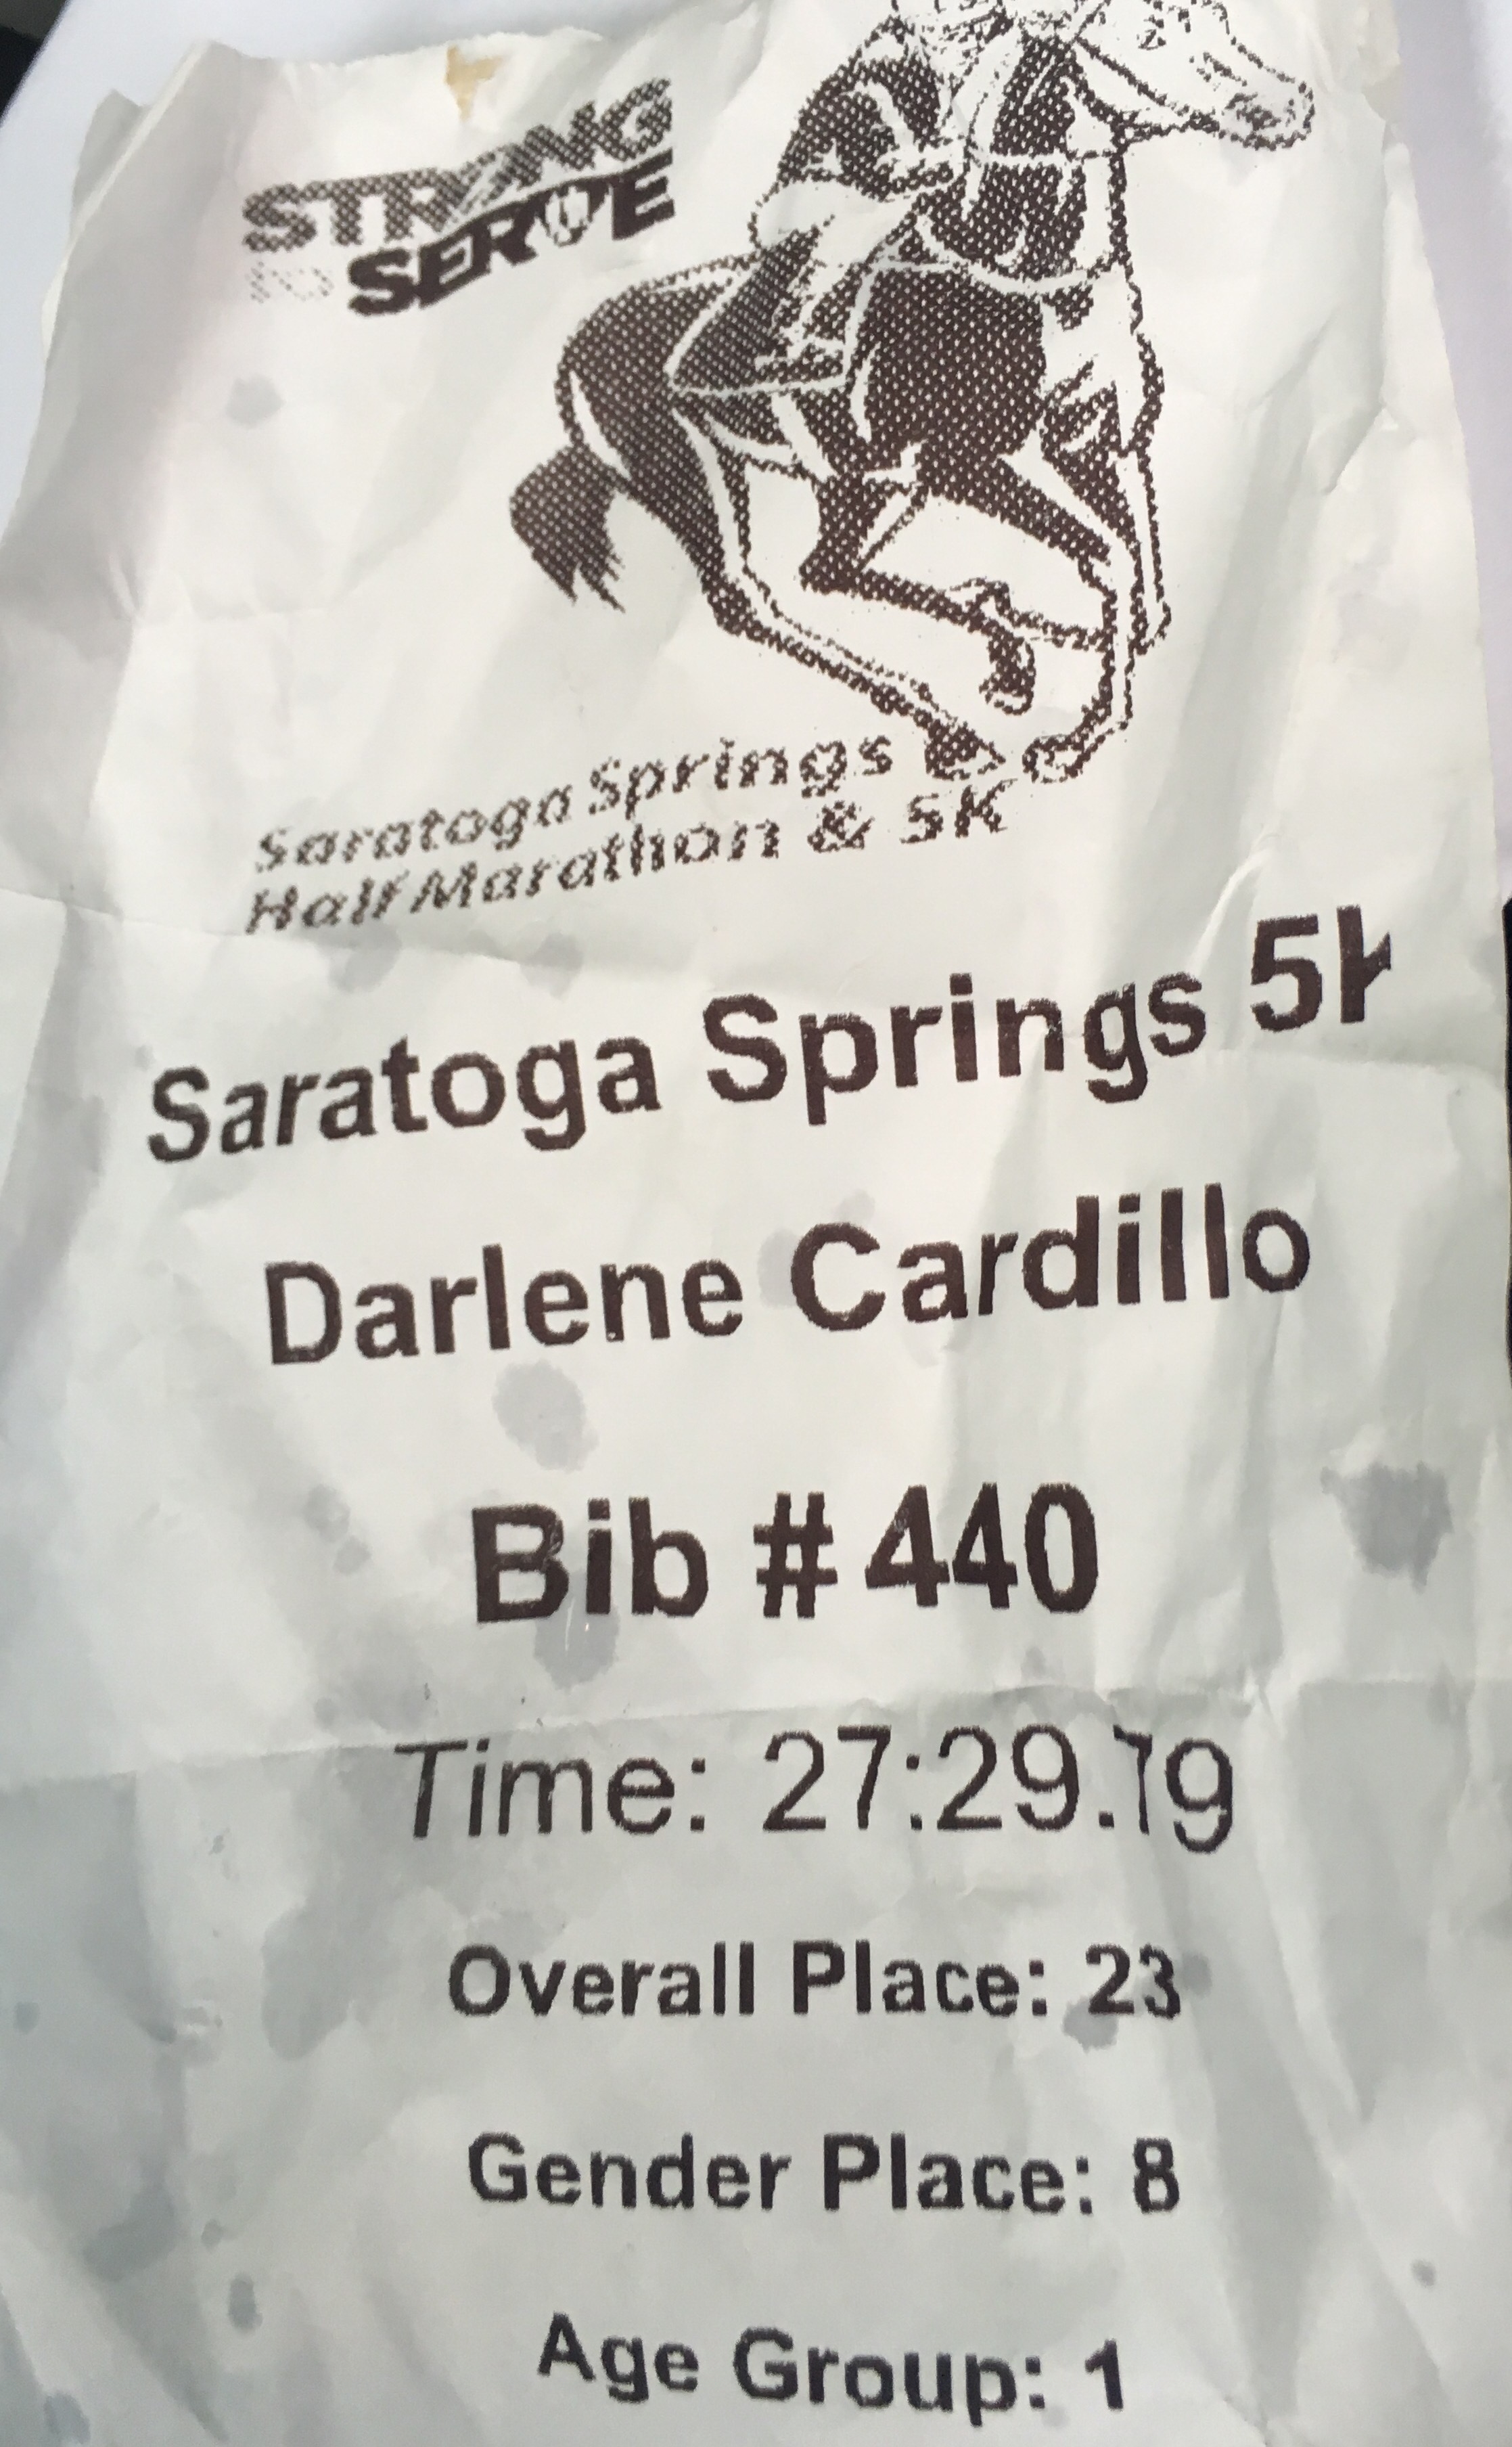 STRONG
TO SERVE
Saratoga Springs
Half Marathon & 5K
Saratoga Springs 5K
Darlene Cardillo
Bib # 440
Time: 27:29.79
Overall Place: 23
Gender Place: 8
Age Group: 1